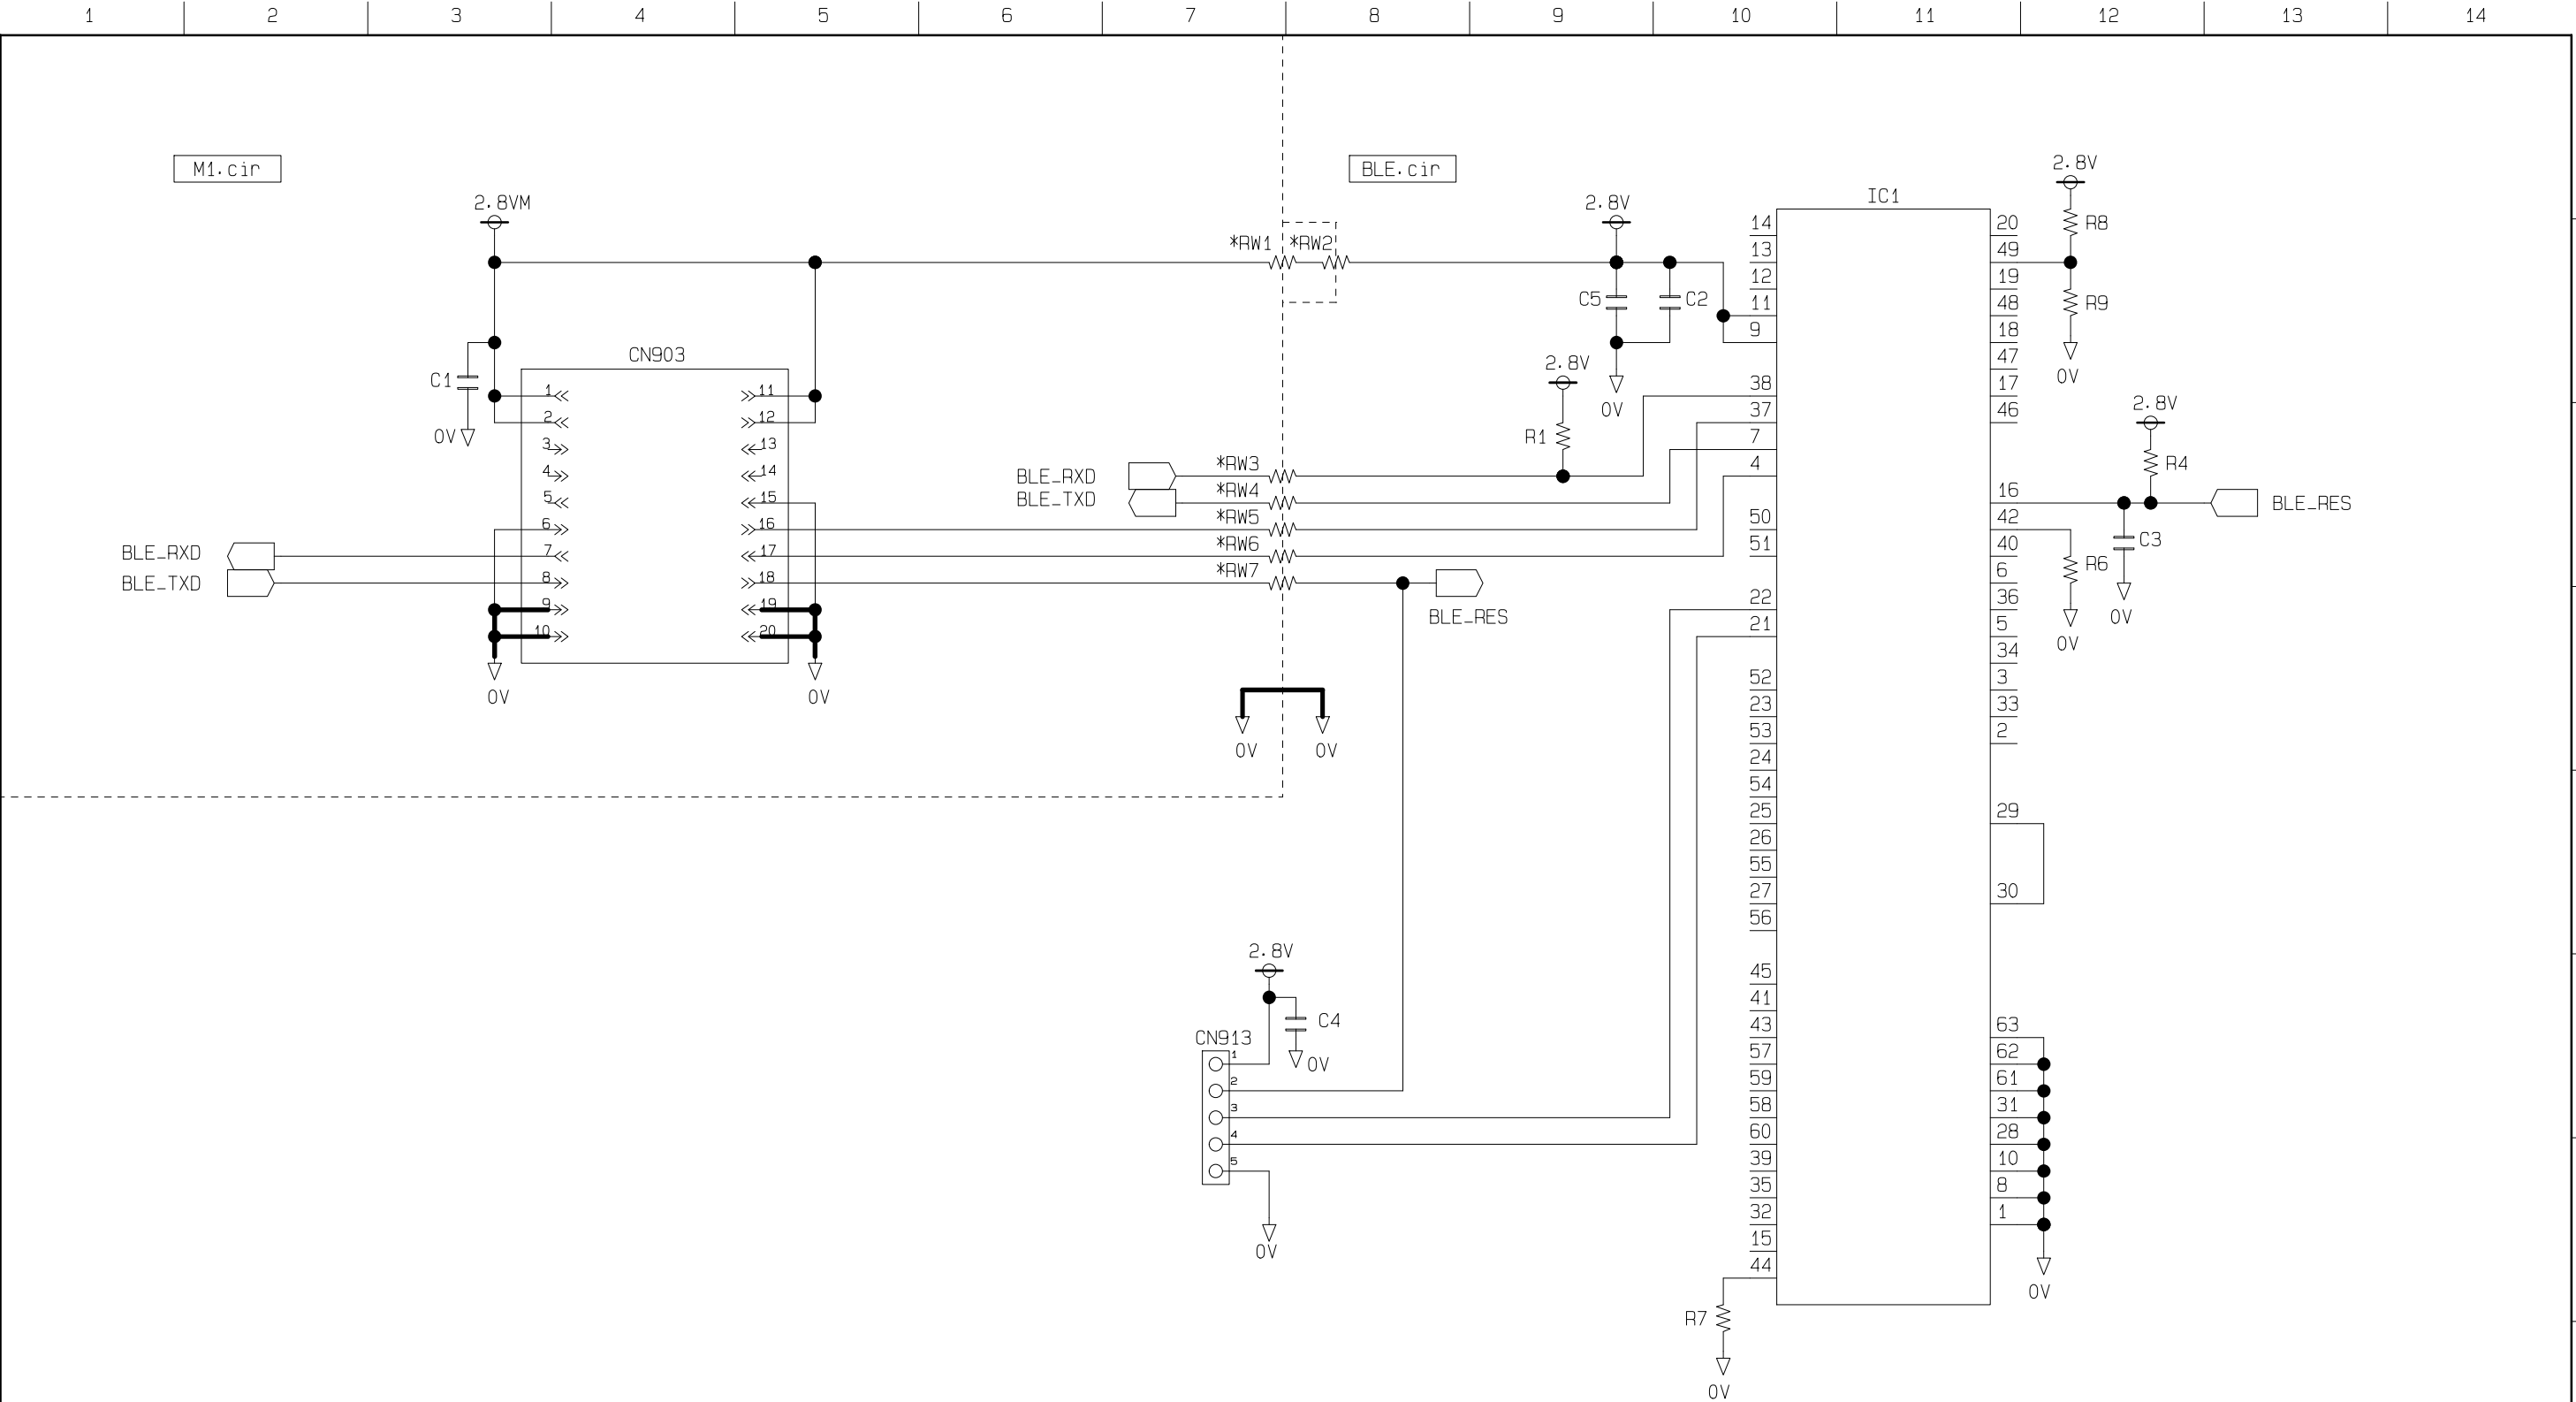 1 2 3 4 5 6 7 8 9 10 11 12 13 14
M1.cir
BLE.cir
2.8VM
C1
0V
CN903
1
2
3
4
5
6
7
8
9
10
11
12
13
14
15
16
17
18
19
20
BLE_RXD
BLE_TXD
0V
0V
*RW1 *RW2
BLE_RXD
BLE_TXD
*RW3
*RW4
*RW5
*RW6
*RW7
BLE_RES
0V
0V
2.8V
C5
C2
0V
2.8V
R1
IC1
14
13
12
11
9
38
37
7
4
50
51
22
21
52
23
53
24
54
25
26
55
27
56
45
41
43
57
59
58
60
39
35
32
15
44
R7
0V
20
49
19
48
18
47
17
46
16
42
40
6
36
5
34
3
33
2
29
30
63
62
61
31
28
10
8
1
0V
2.8V
R8
R9
0V
2.8V
R4
BLE_RES
C3
0V
R6
0V
2.8V
C4
0V
CN913
1
2
3
4
5
0V